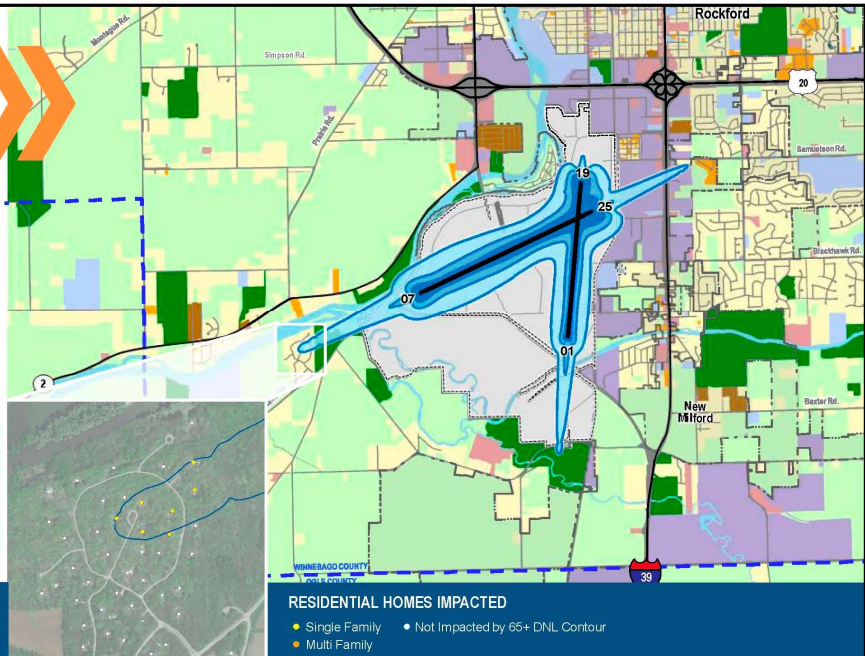 Rockford
Montague Rd.
Simpson Rd.
20
Prairie Rd.
Samuelson Rd.
19
25
Blackhawk Rd.
07
01
2
New
Milford
Baxter Rd.
WINNEBAGO COUNTY
OGLE COUNTY
39
RESIDENTIAL HOMES IMPACTED
Single Family
Not Impacted by 65+ DNL Contour
Multi Family